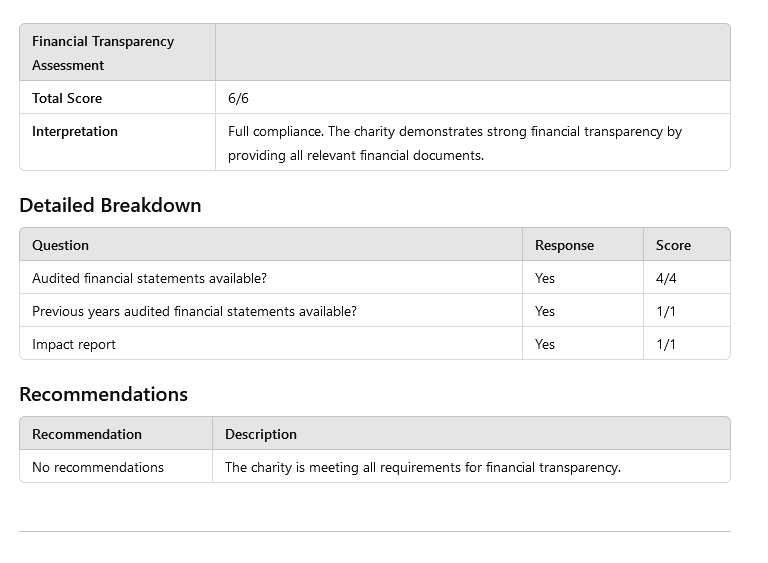 Financial Transparency
Assessment
Total Score 6/6
Interpretation Full compliance. The charity demonstrates strong financial transparency by
providing all relevant financial documents.
Detailed Breakdown
Question Response Score
Audited financial statements available? Yes 4/4
Previous years audited financial statements available? Yes 1/1
Impact report Yes 1/1
Recommendations
Recommendation Description
No recommendations The charity is meeting all requirements for financial transparency.